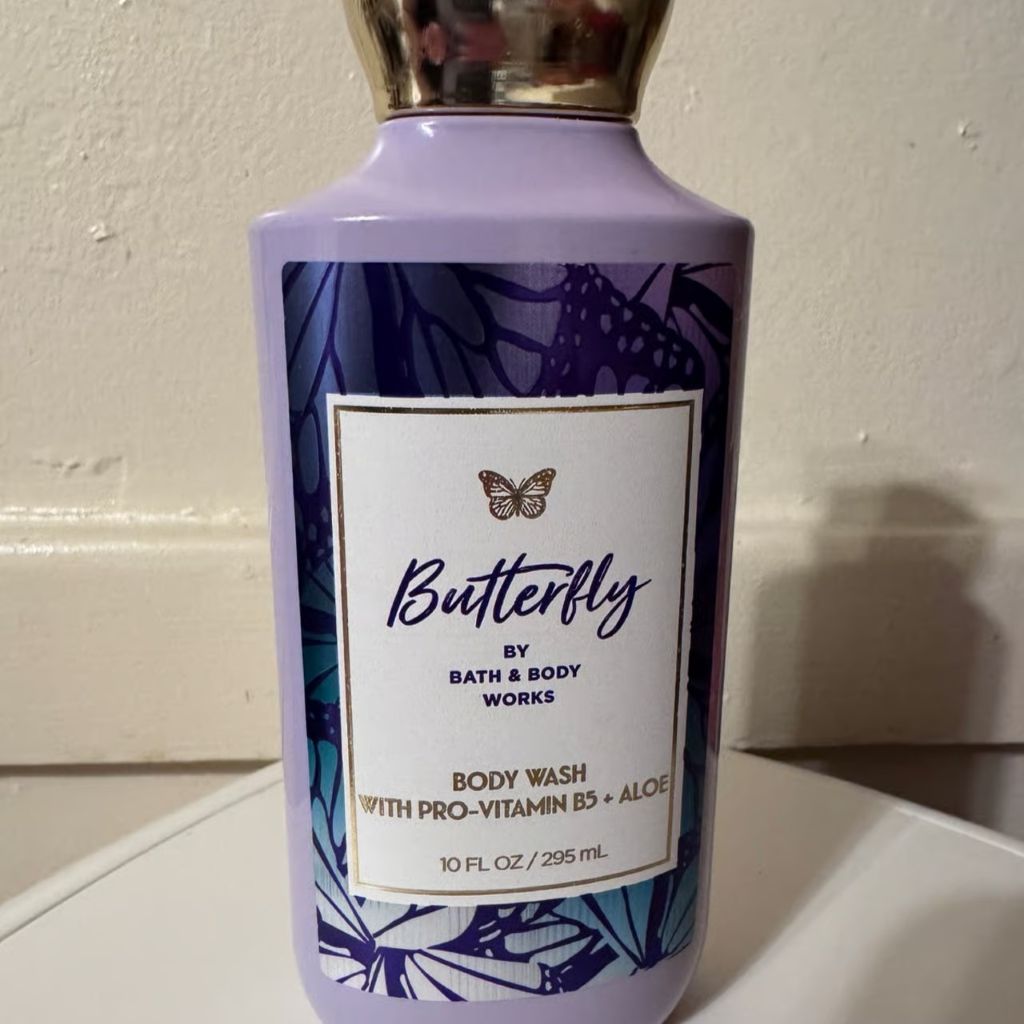 Butterfly
BY
BATH & BODY
WORKS
BODY WASH
WITH PRO-VITAMIN B5 + ALOE
10 FL OZ / 295 mL